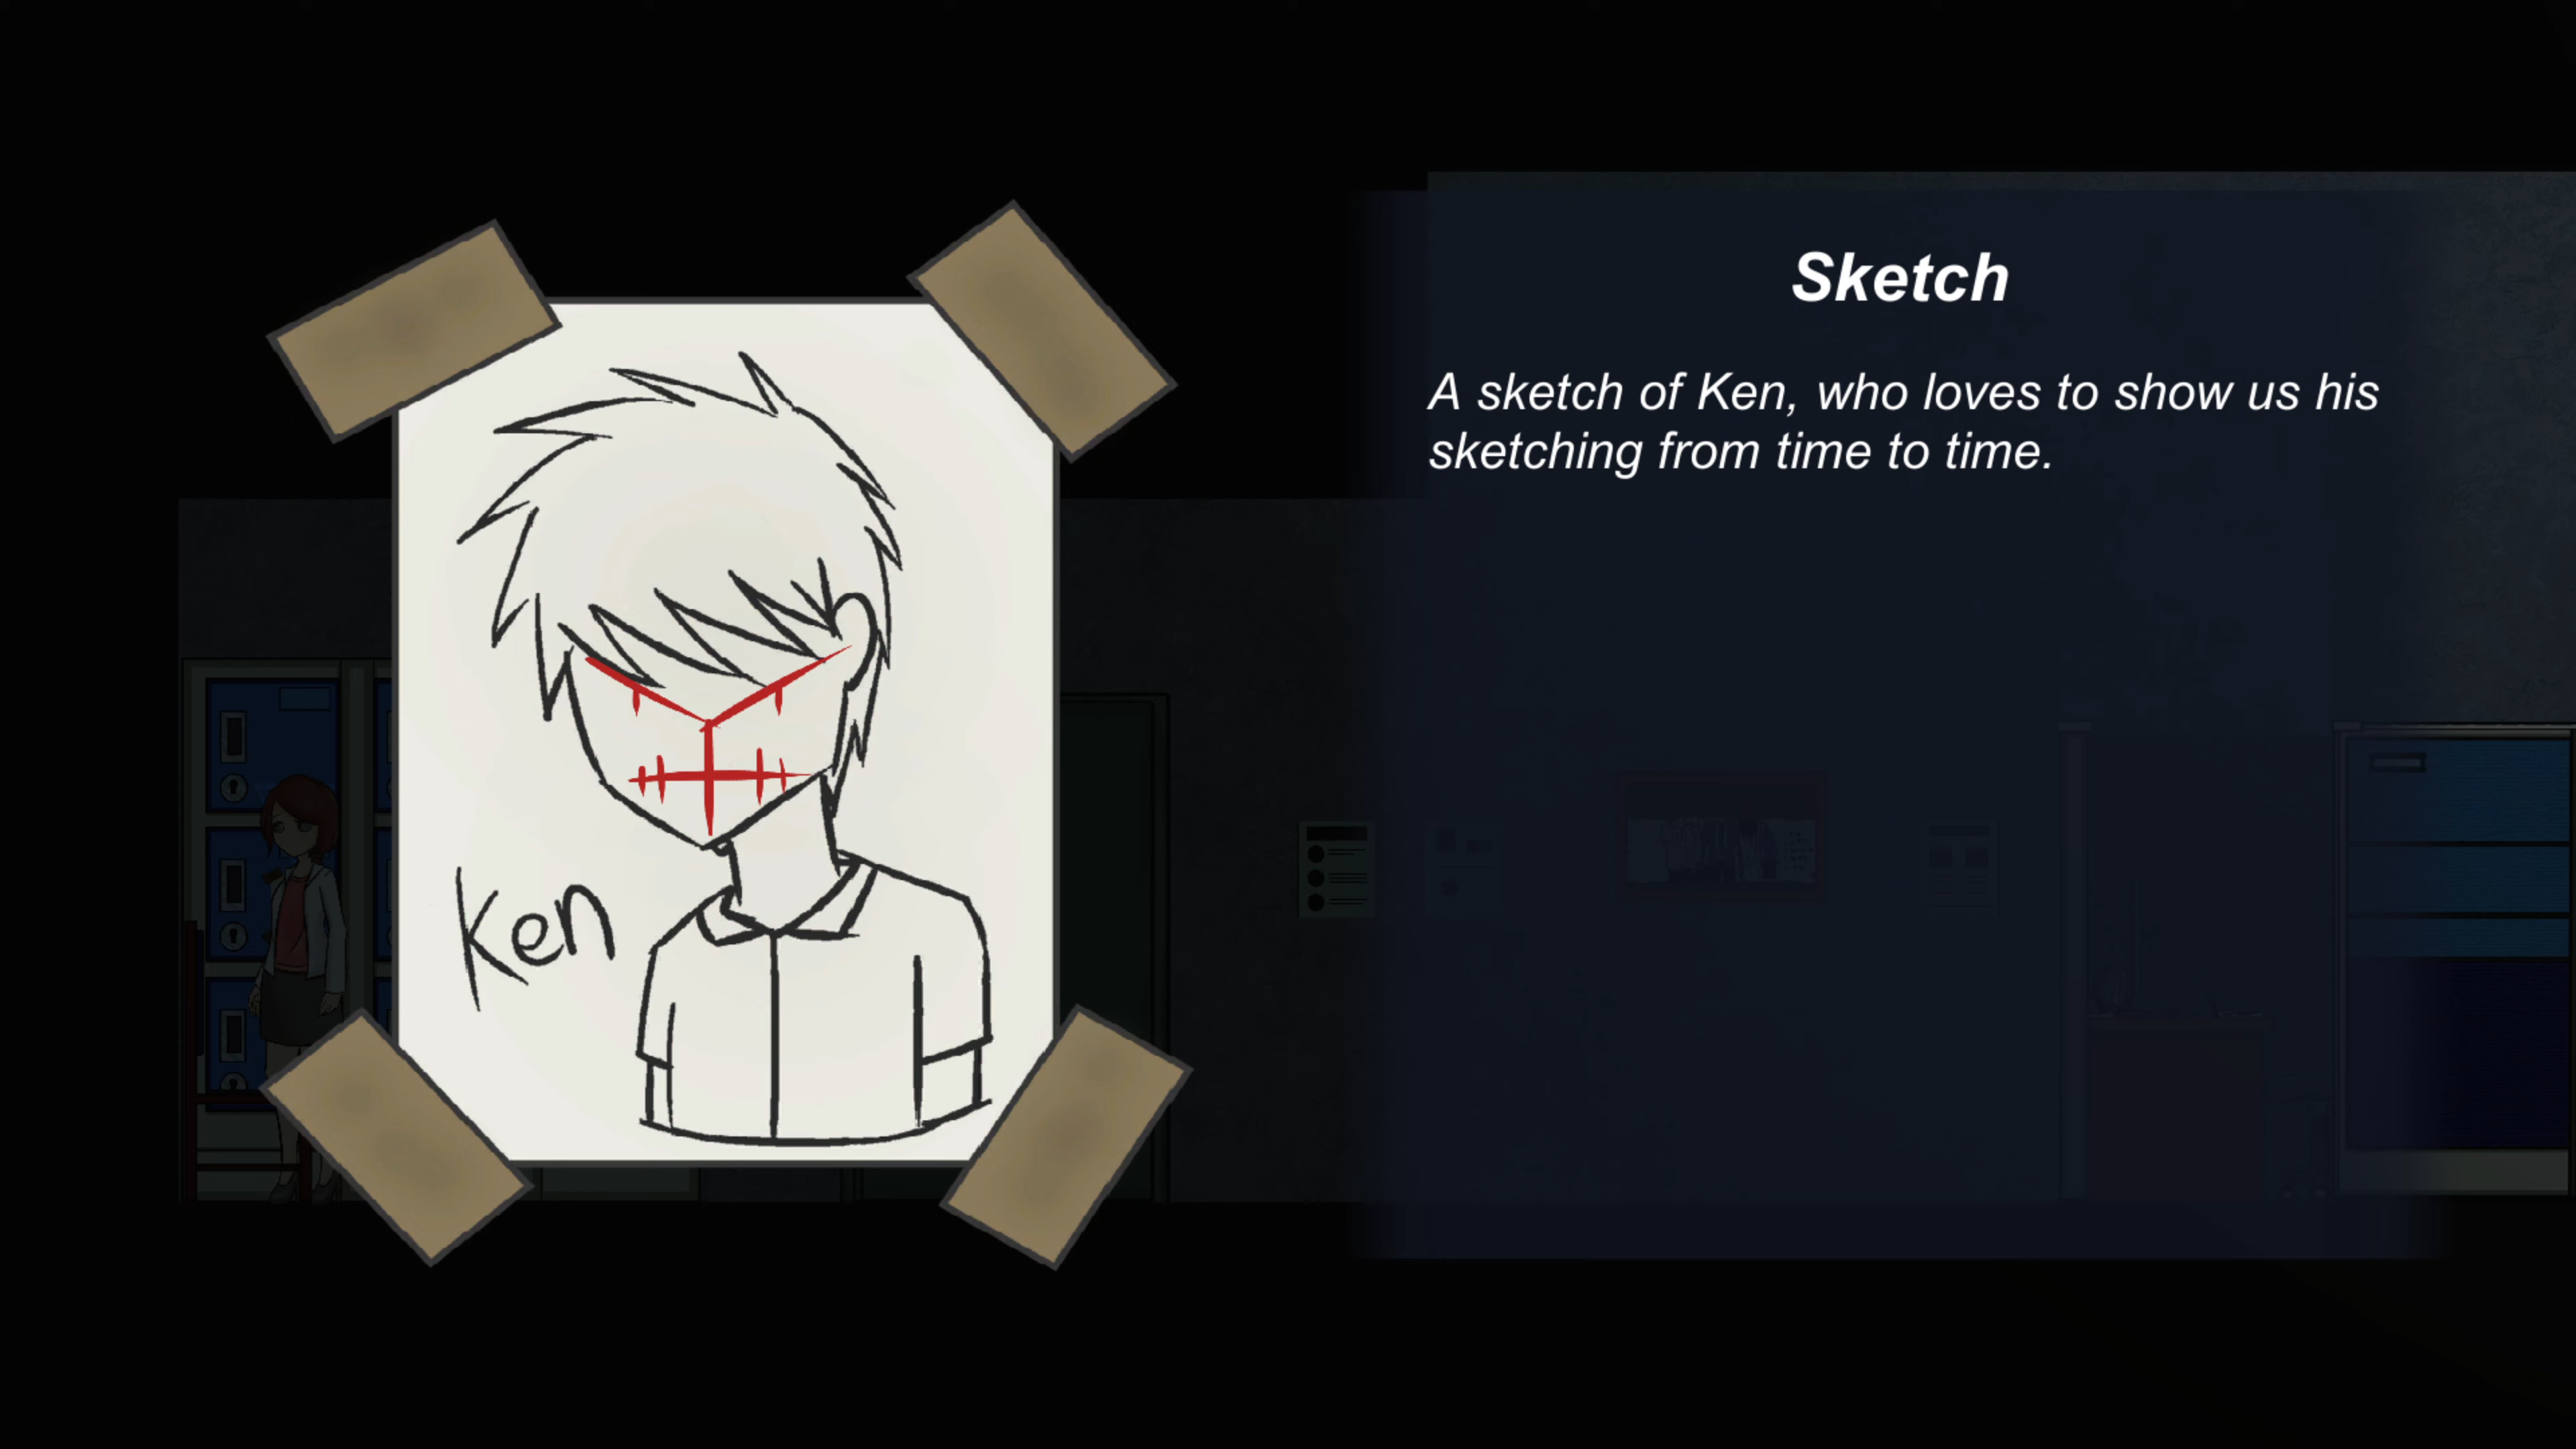 Sketch
A sketch of Ken, who loves to show us his
sketching from time to time.
Ken